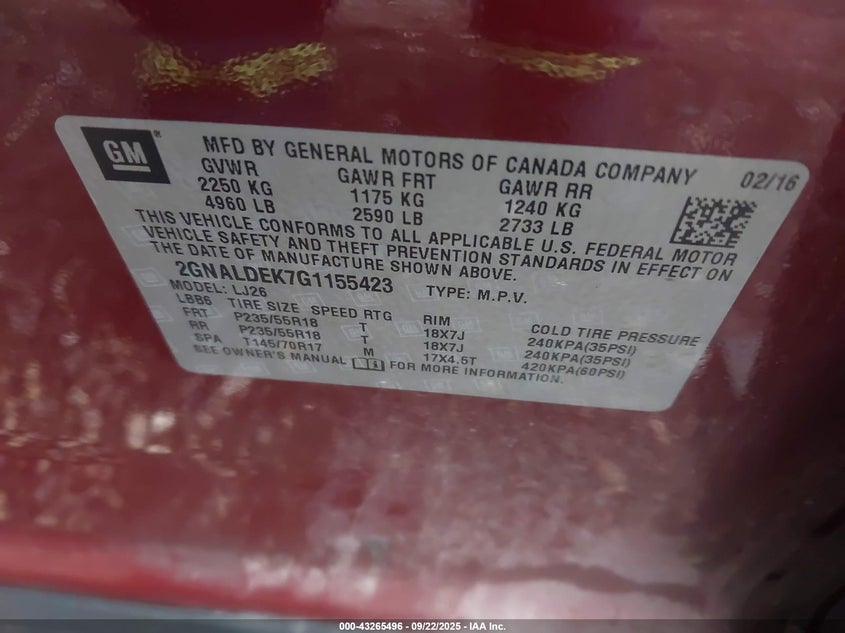 GM ® MFD BY GENERAL MOTORS OF CANADA COMPANY 02/16
GVWR GAWR FRT GAWR RR
2250 KG 1175 KG 1240 KG
4960 LB 2590 LB 2733 LB
THIS VEHICLE CONFORMS TO ALL APPLICABLE U.S. FEDERAL MOTOR
VEHICLE SAFETY AND THEFT PREVENTION STANDARDS IN EFFECT ON
THE DATE OF MANUFACTURE SHOWN ABOVE.
2GNALDEK7G1155423 TYPE: M.P.V.
MODEL: LJ26
LBB6 TIRE SIZE SPEED RTG RIM COLD TIRE PRESSURE
FRT P235/55R18 T 18X7J 240KPA(35PSI)
RR P235/55R18 T 18X7J 240KPA(35PSI)
SPA T145/70R17 M 17X4.5T 420KPA(60PSI)
SEE OWNER'S MANUAL FOR MORE INFORMATION.
000-43265496 - 09/22/2025 - IAA Inc.